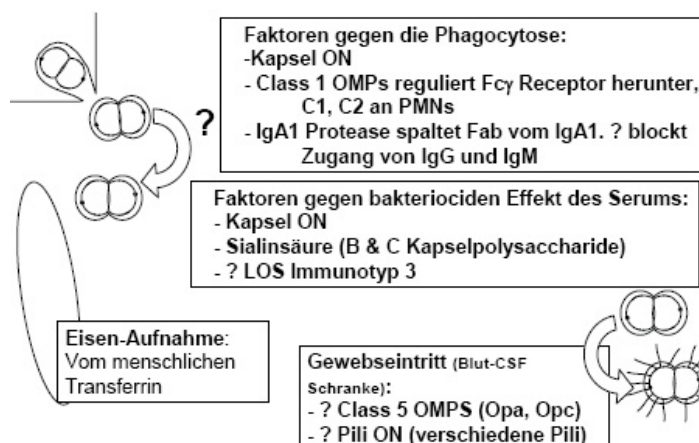 Faktoren gegen die Phagocytose:
-Kapsel ON
- Class 1 OMPs reguliert Fcγ Receptor herunter,
C1, C2 an PMNs
- IgA1 Protease spaltet Fab vom IgA1. ? blockt
Zugang von IgG und IgM
?
Faktoren gegen bakteriociden Effekt des Serums:
- Kapsel ON
- Sialinsäure (B & C Kapselpolysaccharide)
- ? LOS Immunotyp 3
Eisen-Aufnahme:
Vom menschlichen
Transferrin
Gewebseintritt (Blut-CSF
Schranke):
- ? Class 5 OMPS (Opa, Opc)
- ? Pili ON (verschiedene Pili)